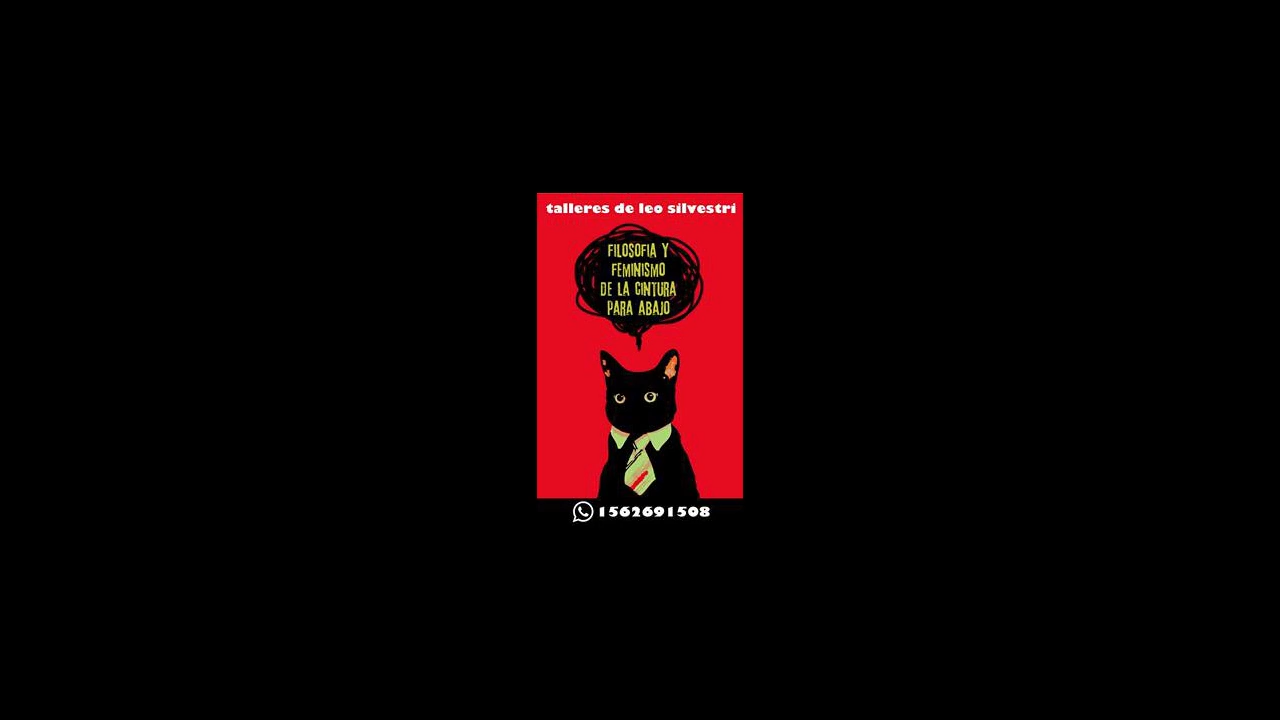 talleres de leo silvestri
FILOSOFIA Y
FEMINISMO
DE LA CINTURA
PARA ABAJO
1562691508